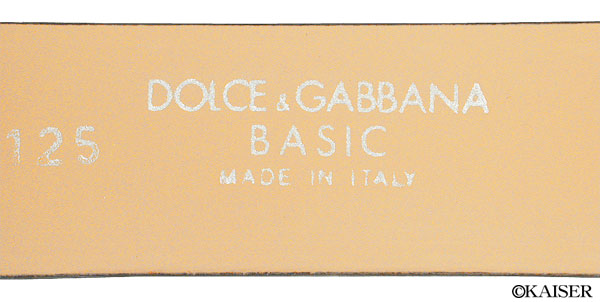 DOLCE & GABBANA
BASIC
125
MADE IN ITALY
©KAISER